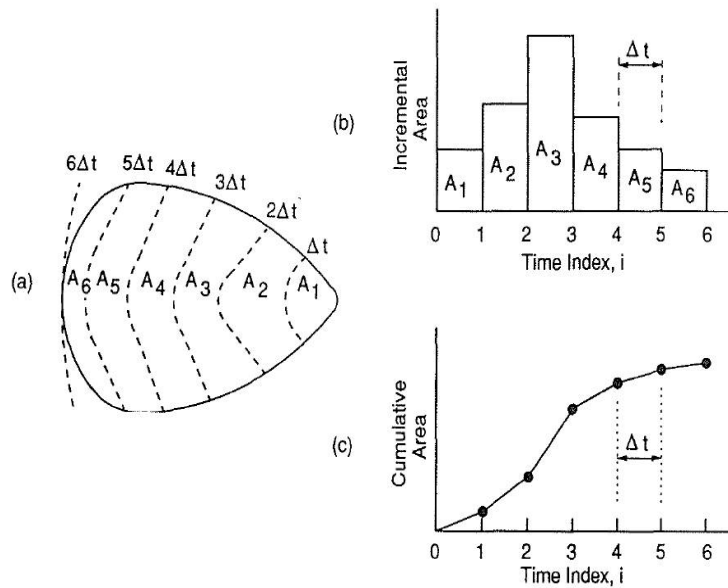 (a)
6Δt 5Δt 4Δt 3Δt 2Δt Δt
A6 A5 A4 A3 A2 A1
(b)
Incremental
Area
Δt
A1 A2 A3 A4 A5 A6
0 1 2 3 4 5 6
Time Index, i
(c)
Cumulative
Area
Δt
0 1 2 3 4 5 6
Time Index, i